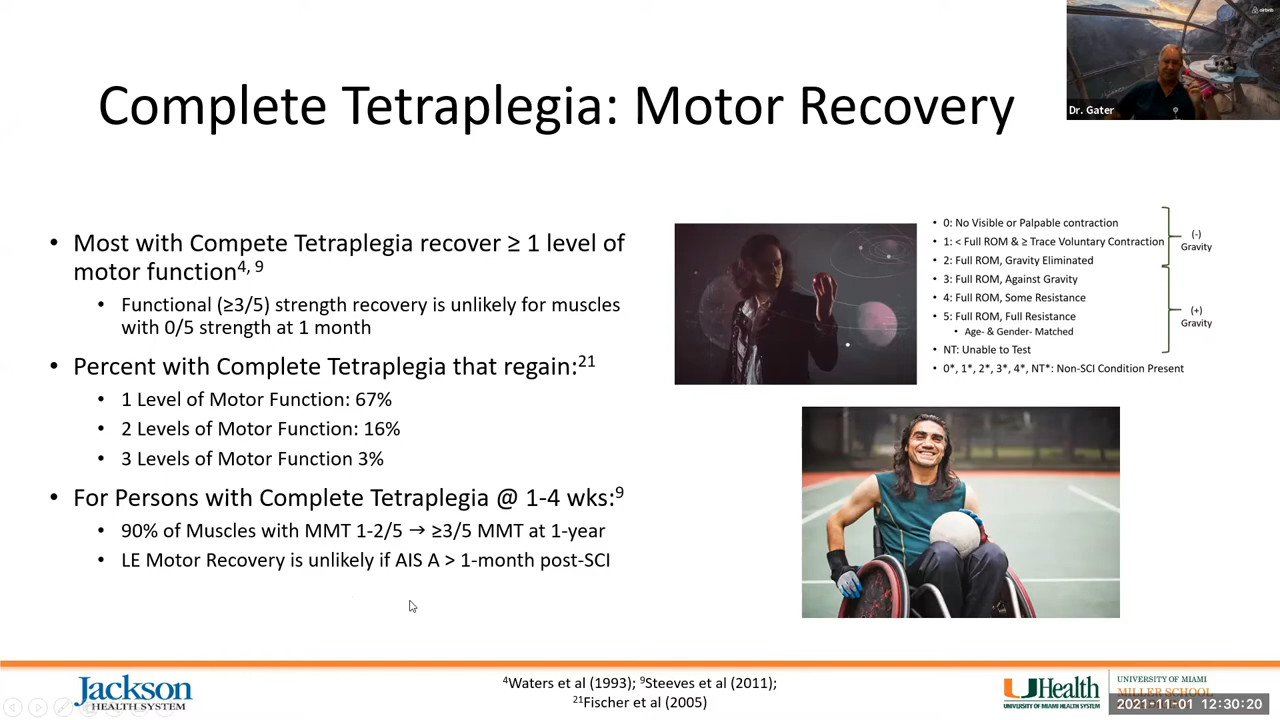 airbnb
Dr. Gater
Complete Tetraplegia: Motor Recovery
• Most with Compete Tetraplegia recover ≥ 1 level of
motor function4, 9
• Functional (≥3/5) strength recovery is unlikely for muscles
with 0/5 strength at 1 month
• Percent with Complete Tetraplegia that regain:21
• 1 Level of Motor Function: 67%
• 2 Levels of Motor Function: 16%
• 3 Levels of Motor Function 3%
• For Persons with Complete Tetraplegia @ 1-4 wks:9
• 90% of Muscles with MMT 1-2/5 → ≥3/5 MMT at 1-year
• LE Motor Recovery is unlikely if AIS A > 1-month post-SCI
• 0: No Visible or Palpable contraction
• 1: < Full ROM & ≥ Trace Voluntary Contraction
• 2: Full ROM, Gravity Eliminated
• 3: Full ROM, Against Gravity
• 4: Full ROM, Some Resistance
• 5: Full ROM, Full Resistance
• Age- & Gender- Matched
• NT: Unable to Test
• 0*, 1*, 2*, 3*, 4*, NT*: Non-SCI Condition Present
(-)
Gravity
(+)
Gravity
Jackson
HEALTH SYSTEM
4Waters et al (1993); 9Steeves et al (2011);
21Fischer et al (2005)
UHealth
UNIVERSITY OF MIAMI HEALTH SYSTEM
UNIVERSITY OF MIAMI
MILLER SCHOOL
2021-11-01 12:30:20